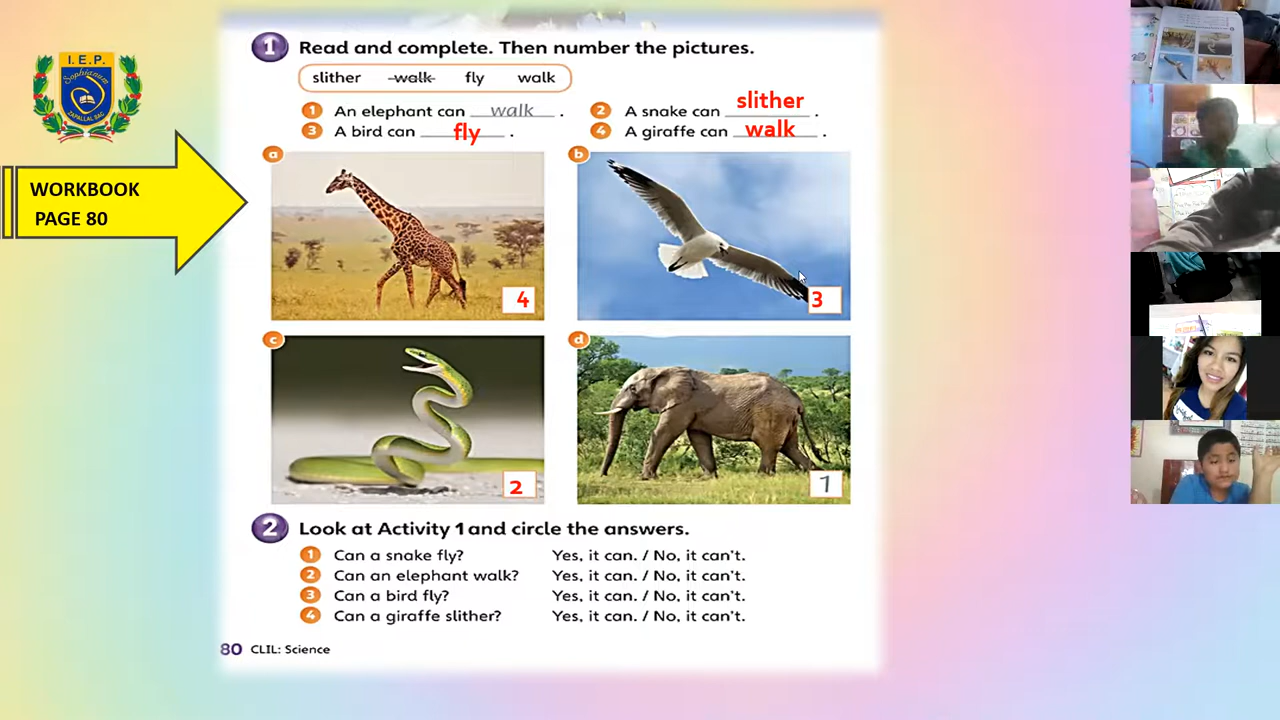 I. E. P.
Sophianum
ZAPALLAL SAC
WORKBOOK
PAGE 80
1 Read and complete. Then number the pictures.
slither walk fly walk
1 An elephant can walk. 2 A snake can slither.
3 A bird can fly. 4 A giraffe can walk.
a b
4 3
c d
2 1
2 Look at Activity 1 and circle the answers.
1 Can a snake fly? Yes, it can. / No, it can't.
2 Can an elephant walk? Yes, it can. / No, it can't.
3 Can a bird fly? Yes, it can. / No, it can't.
4 Can a giraffe slither? Yes, it can. / No, it can't.
80 CLIL: Science